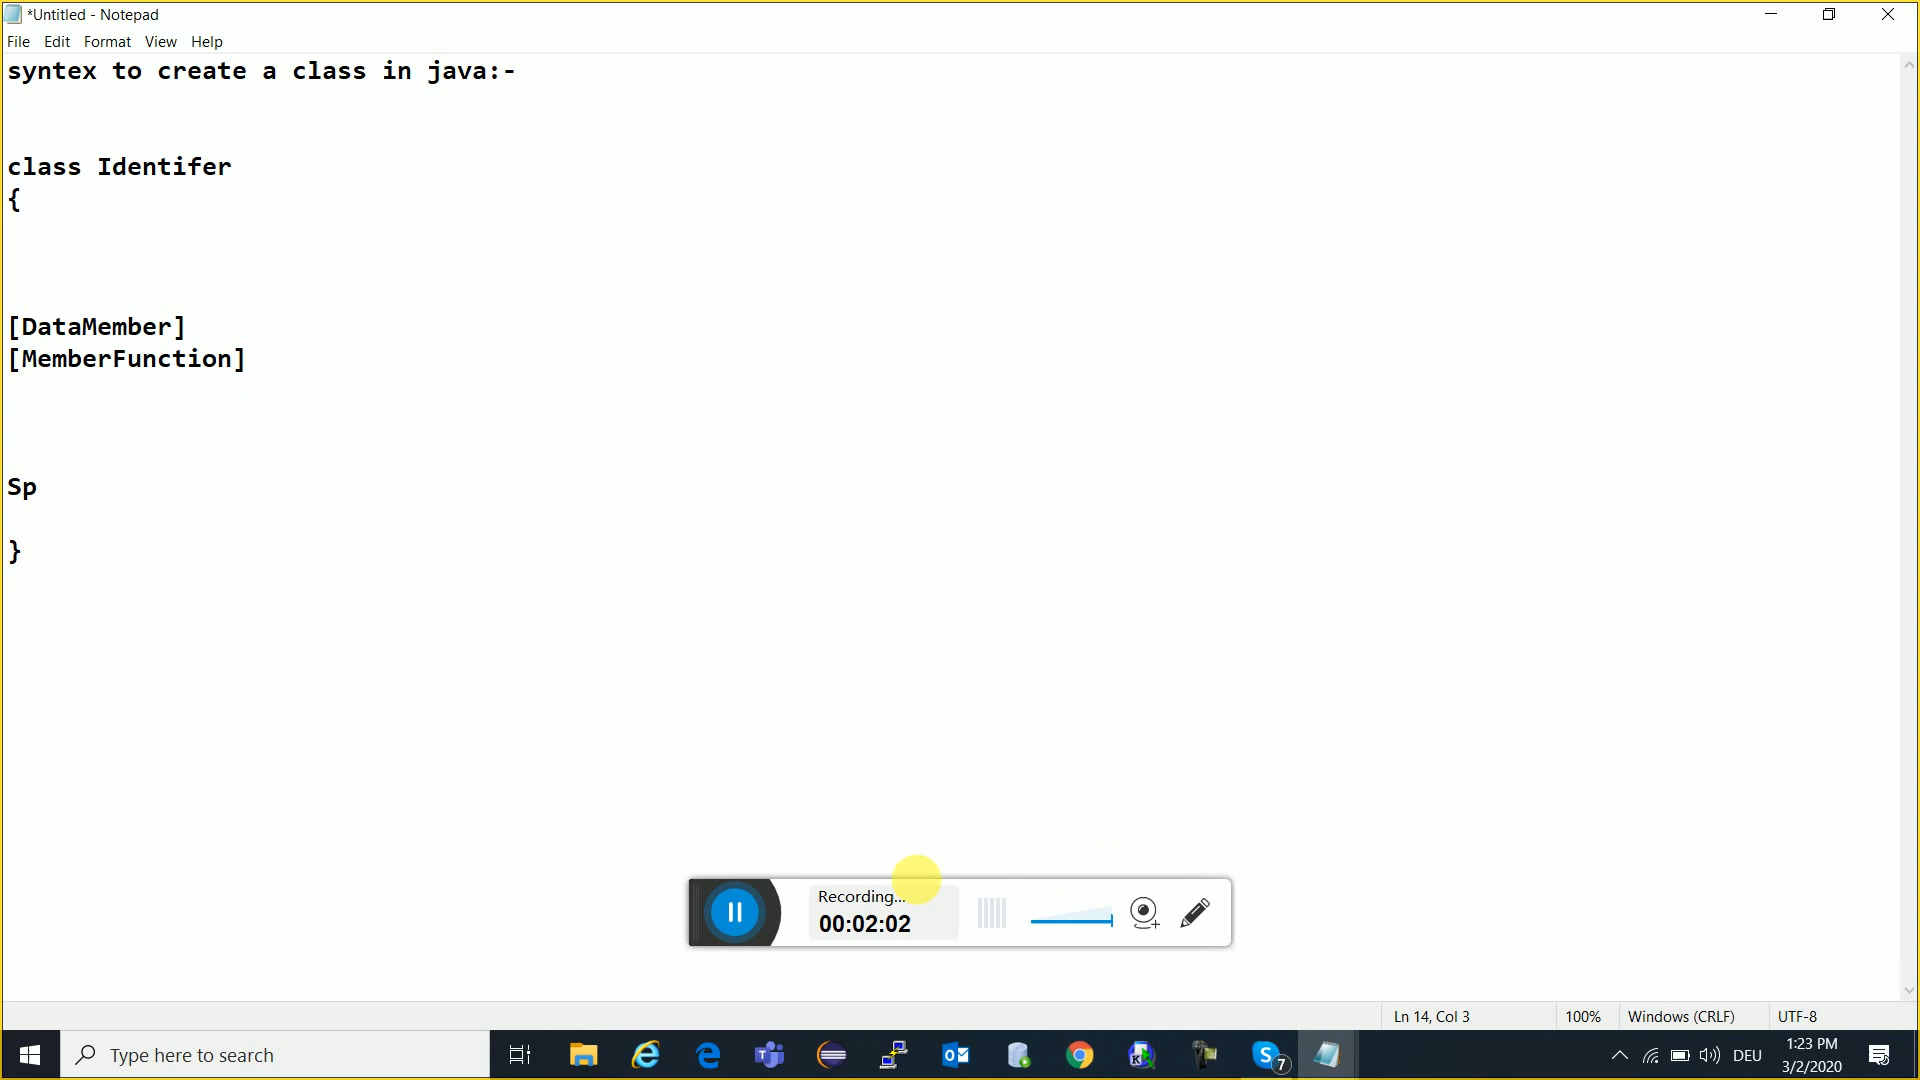 *Untitled - Notepad
File Edit Format View Help
syntex to create a class in java:-
class Identifer
{
[DataMember]
[MemberFunction]
Sp
}
Recording...
00:02:02
Ln 14, Col 3 100% Windows (CRLF) UTF-8
Type here to search
7
DEU
1:23 PM
3/2/2020